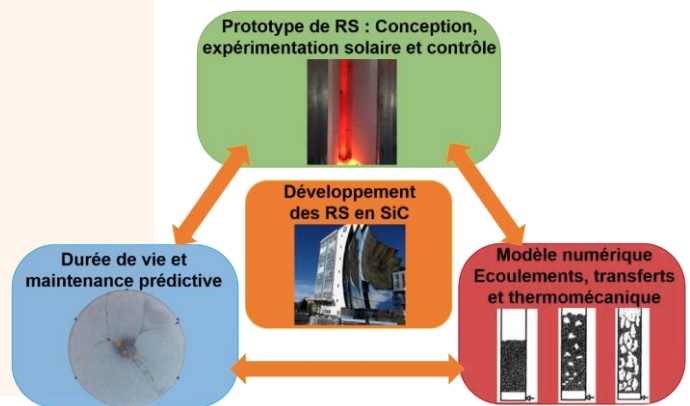 Prototype de RS : Conception,
expérimentation solaire et contrôle
Développement
des RS en SiC
Durée de vie et
maintenance prédictive
Modèle numérique
Ecoulements, transferts
et thermomécanique